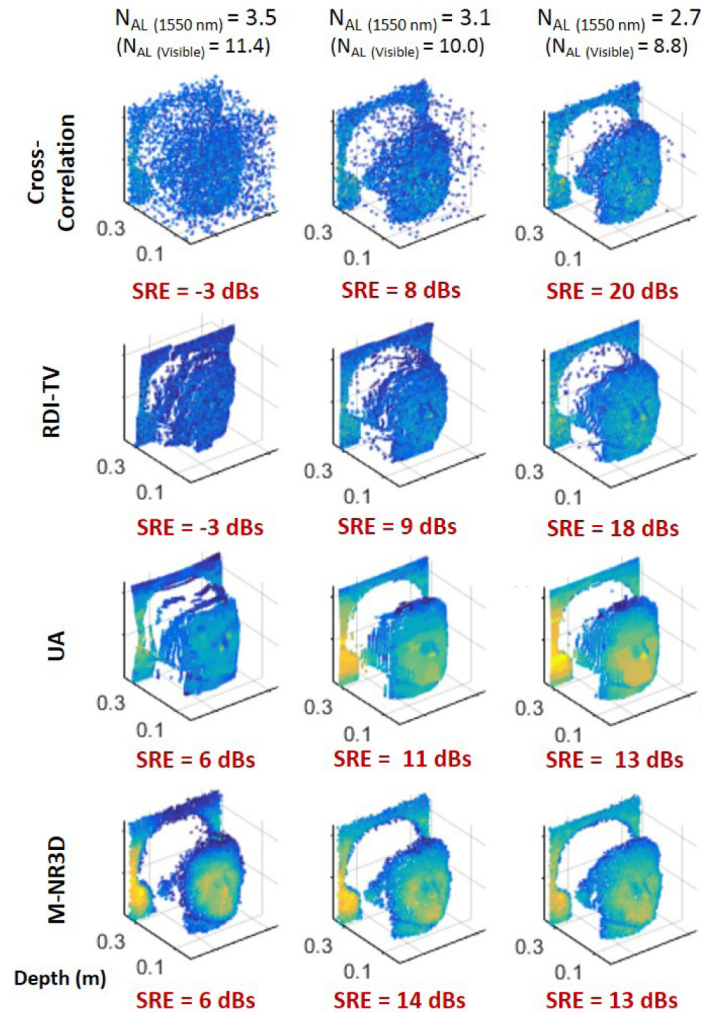 N_AL (1550 nm) = 3.5 N_AL (1550 nm) = 3.1 N_AL (1550 nm) = 2.7
(N_AL (Visible) = 11.4) (N_AL (Visible) = 10.0) (N_AL (Visible) = 8.8)
Cross-
Correlation
0.3 0.1 0.3 0.1 0.3 0.1
SRE = -3 dBs SRE = 8 dBs SRE = 20 dBs
RDI-TV
0.3 0.1 0.3 0.1 0.3 0.1
SRE = -3 dBs SRE = 9 dBs SRE = 18 dBs
UA
0.3 0.1 0.3 0.1 0.3 0.1
SRE = 6 dBs SRE = 11 dBs SRE = 13 dBs
M-NR3D
0.3 0.1 0.3 0.1 0.3 0.1
Depth (m)
SRE = 6 dBs SRE = 14 dBs SRE = 13 dBs